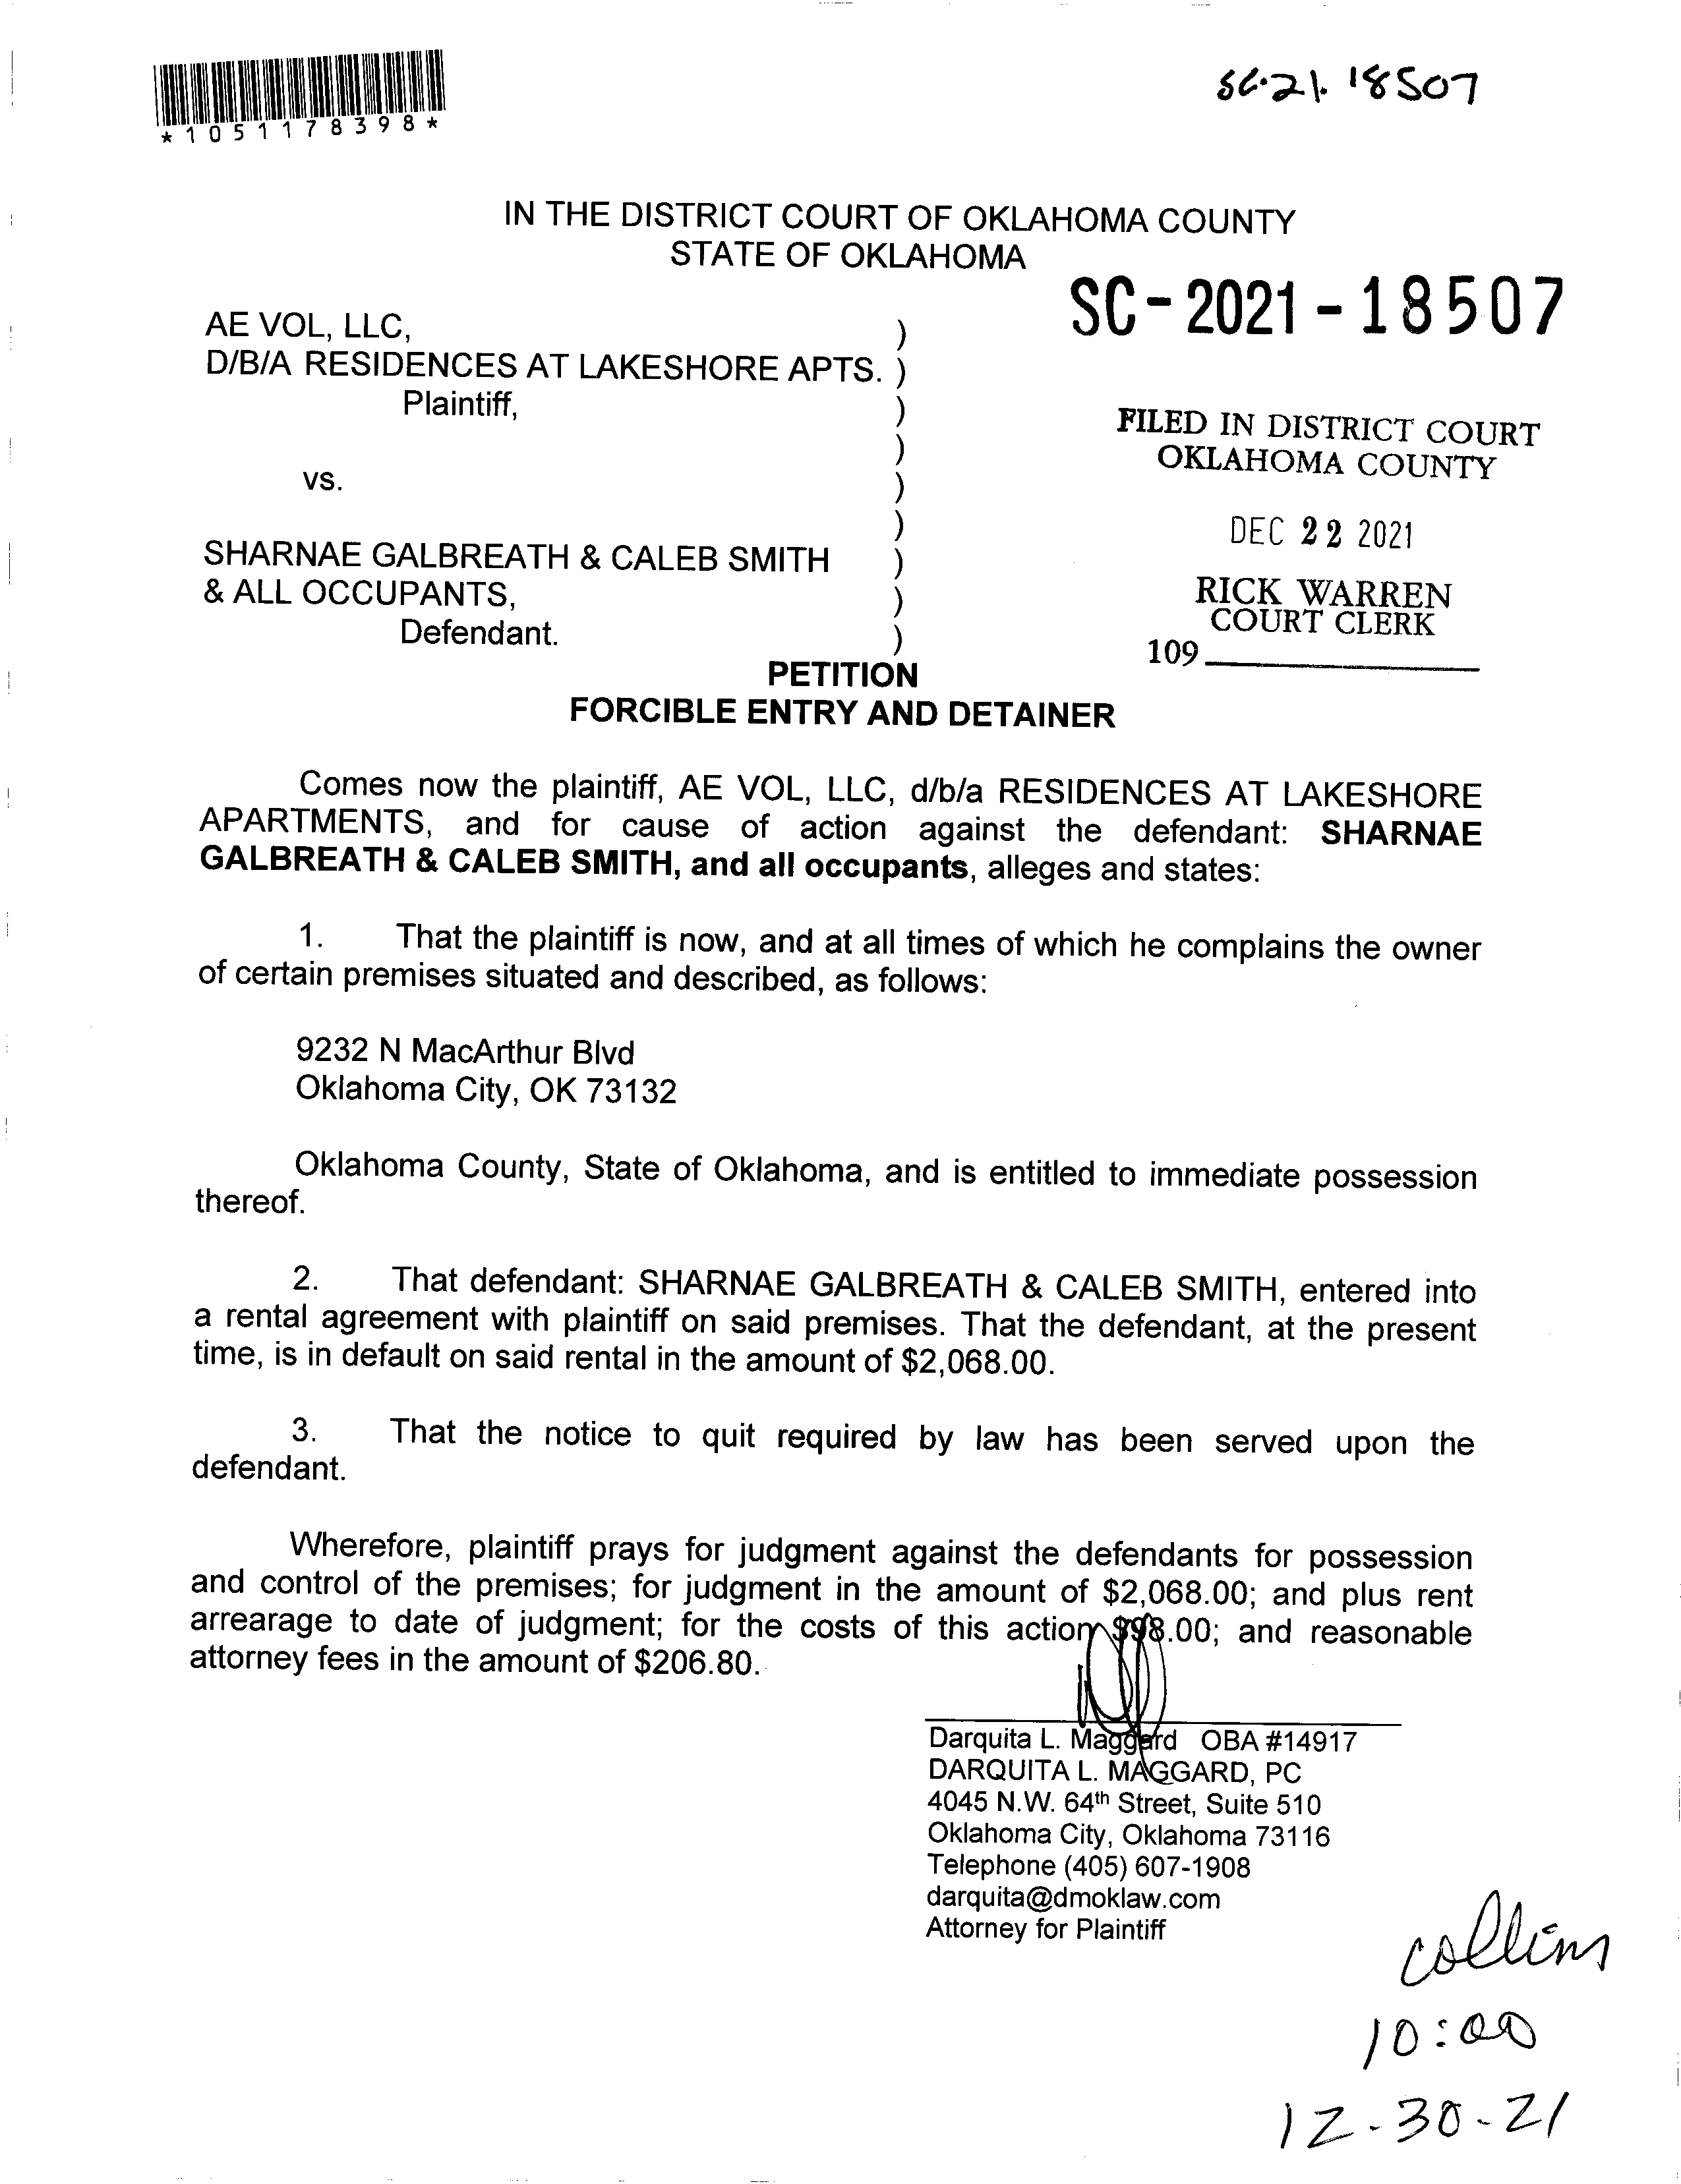 *1051178398*
SC-21-18507
IN THE DISTRICT COURT OF OKLAHOMA COUNTY
STATE OF OKLAHOMA
SC-2021-18507
AE VOL, LLC, )
D/B/A RESIDENCES AT LAKESHORE APTS. )
Plaintiff, )
)
vs. )
)
SHARNAE GALBREATH & CALEB SMITH )
& ALL OCCUPANTS, )
Defendant. )
FILED IN DISTRICT COURT
OKLAHOMA COUNTY
DEC 22 2021
RICK WARREN
COURT CLERK
109
PETITION
FORCIBLE ENTRY AND DETAINER
Comes now the plaintiff, AE VOL, LLC, d/b/a RESIDENCES AT LAKESHORE
APARTMENTS, and for cause of action against the defendant: SHARNAE
GALBREATH & CALEB SMITH, and all occupants, alleges and states:
1. That the plaintiff is now, and at all times of which he complains the owner
of certain premises situated and described, as follows:
9232 N MacArthur Blvd
Oklahoma City, OK 73132
Oklahoma County, State of Oklahoma, and is entitled to immediate possession
thereof.
2. That defendant: SHARNAE GALBREATH & CALEB SMITH, entered into
a rental agreement with plaintiff on said premises. That the defendant, at the present
time, is in default on said rental in the amount of $2,068.00.
3. That the notice to quit required by law has been served upon the
defendant.
Wherefore, plaintiff prays for judgment against the defendants for possession
and control of the premises; for judgment in the amount of $2,068.00; and plus rent
arrearage to date of judgment; for the costs of this action $98.00; and reasonable
attorney fees in the amount of $206.80.
Darquita L. Maggard OBA #14917
DARQUITA L. MAGGARD, PC
4045 N.W. 64th Street, Suite 510
Oklahoma City, Oklahoma 73116
Telephone (405) 607-1908
darquita@dmoklaw.com
Attorney for Plaintiff
collins
10:00
12-30-21